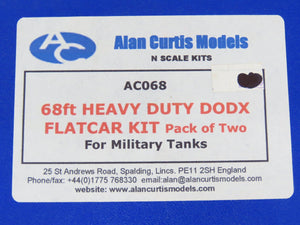 AC
Alan Curtis Models
N SCALE KITS
AC068
68ft HEAVY DUTY DODX
FLATCAR KIT Pack of Two
For Military Tanks
25 St Andrews Road, Spalding, Lincs. PE11 2SH England
Phone/fax: +44(0)1775 768330 email:alan@alancurtismodels.com
website: www.alancurtismodels.com